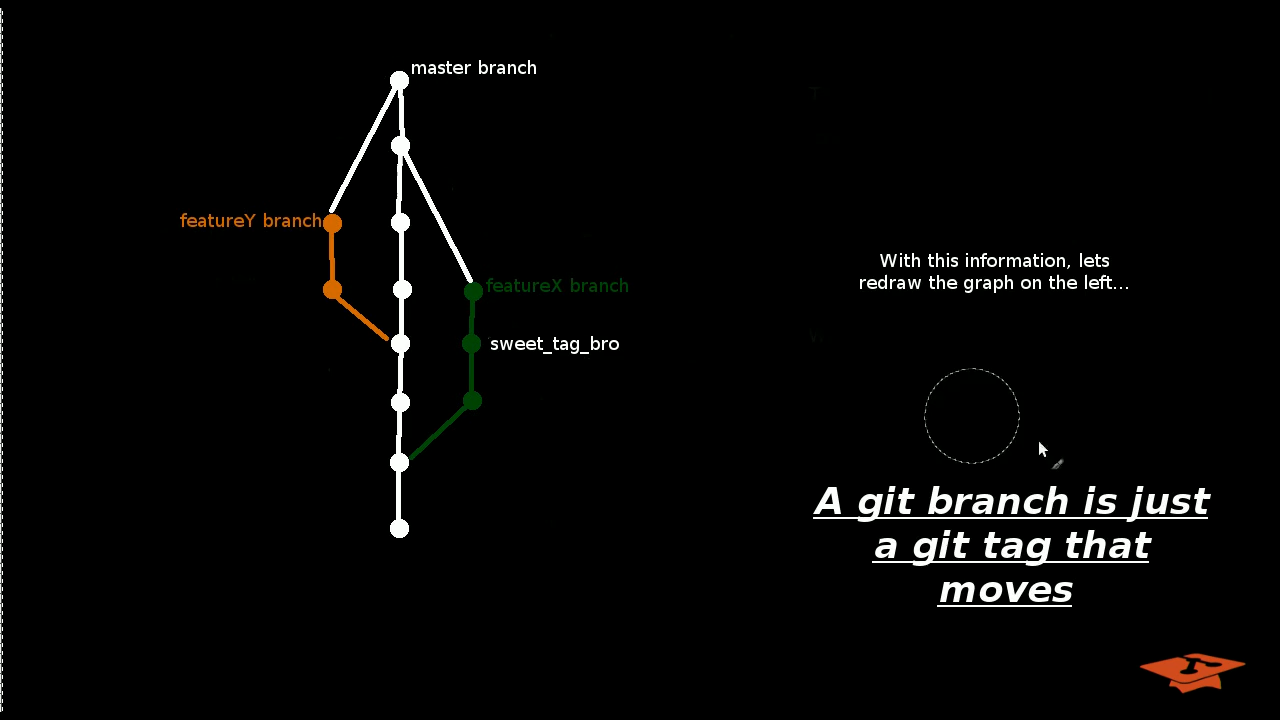 master branch
featureY branch
featureX branch
sweet_tag_bro
With this information, lets
redraw the graph on the left...
A git branch is just
a git tag that
moves